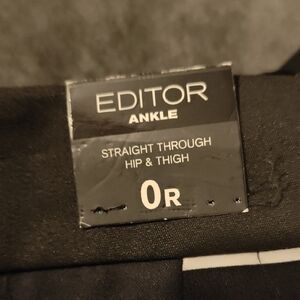 EDITOR
ANKLE
STRAIGHT THROUGH
HIP & THIGH
0R